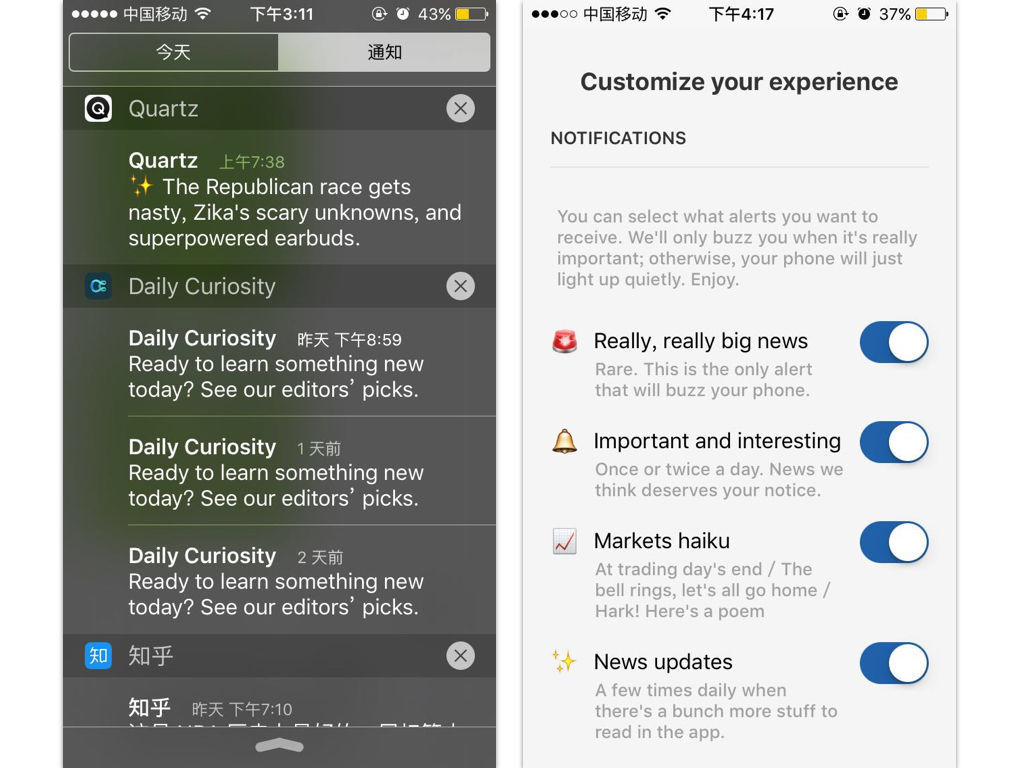 中国移动 下午3:11 43%
今天 通知
Quartz
Quartz 上午7:38
✨ The Republican race gets
nasty, Zika's scary unknowns, and
superpowered earbuds.
Daily Curiosity
Daily Curiosity 昨天 下午8:59
Ready to learn something new
today? See our editors’ picks.
Daily Curiosity 1 天前
Ready to learn something new
today? See our editors’ picks.
Daily Curiosity 2 天前
Ready to learn something new
today? See our editors’ picks.
知 知乎
知乎 昨天 下午7:10
中国移动 下午4:17 37%
Customize your experience
NOTIFICATIONS
You can select what alerts you want to
receive. We'll only buzz you when it's really
important; otherwise, your phone will just
light up quietly. Enjoy.
Really, really big news
Rare. This is the only alert
that will buzz your phone.
Important and interesting
Once or twice a day. News we
think deserves your notice.
Markets haiku
At trading day's end / The
bell rings, let's all go home /
Hark! Here's a poem
News updates
A few times daily when
there's a bunch more stuff to
read in the app.